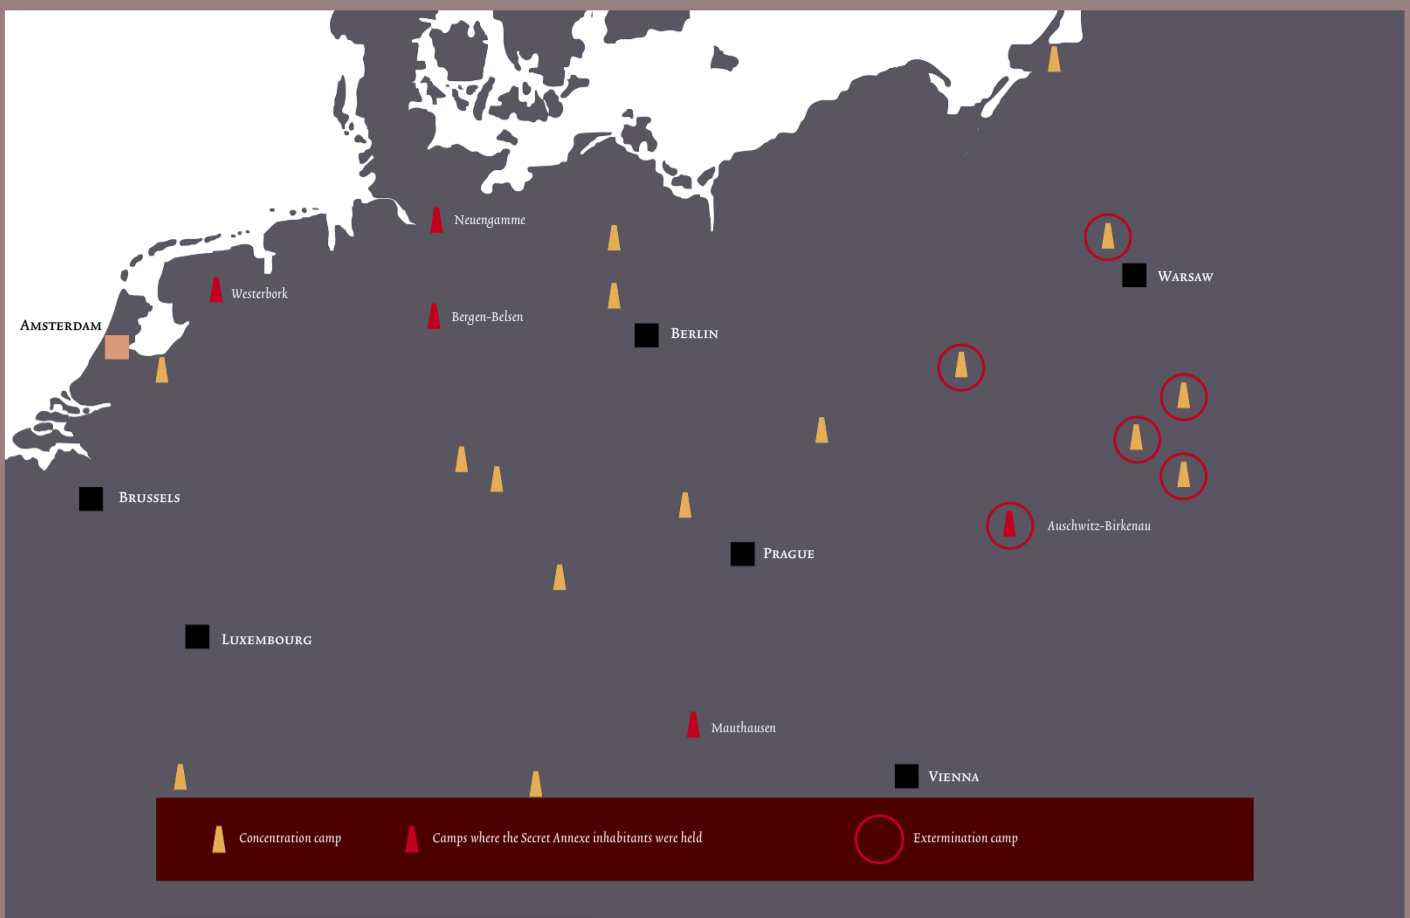 Neuengamme
Warsaw
Westerbork
Bergen-Belsen
Amsterdam
Berlin
Brussels
Auschwitz-Birkenau
Prague
Luxembourg
Mauthausen
Vienna
Concentration camp
Camps where the Secret Annexe inhabitants were held
Extermination camp